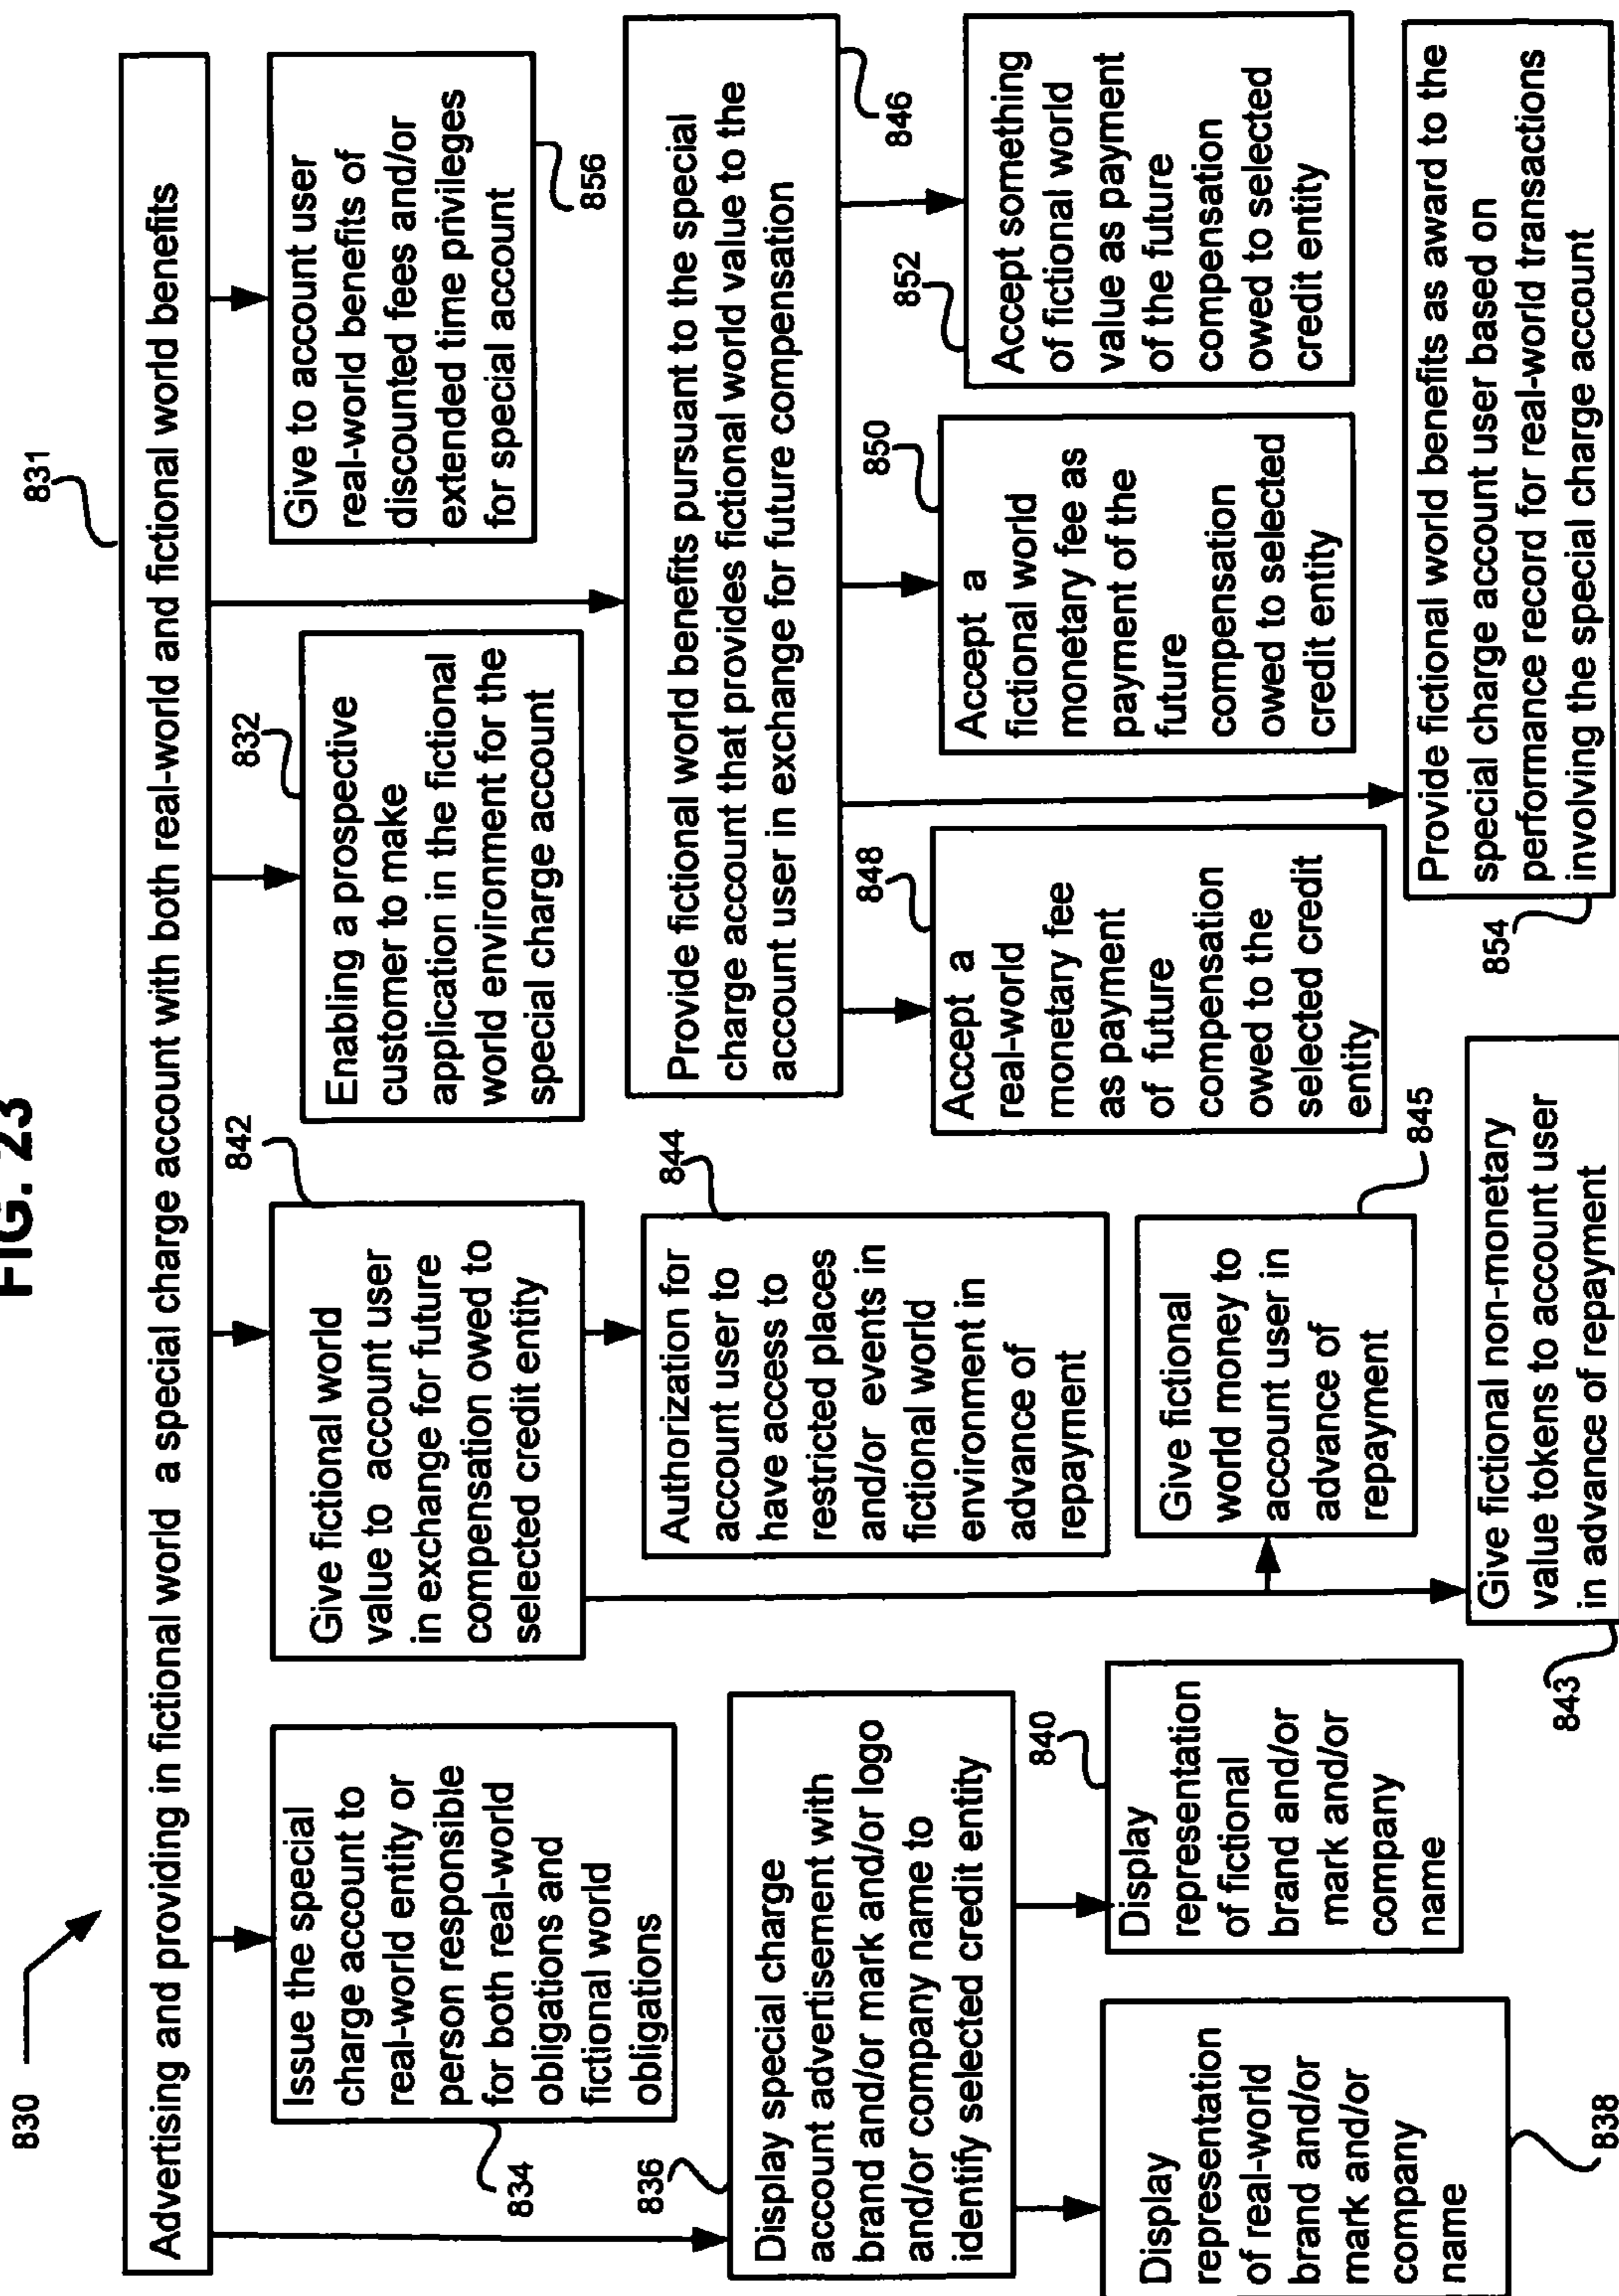 FIG. 23
830
831
Advertising and providing in fictional world a special charge account with both real-world and fictional world benefits
834
Issue the special
charge account to
real-world entity or
person responsible
for both real-world
obligations and
fictional world
obligations
842
Give fictional world
value to account user
in exchange for future
compensation owed to
selected credit entity
832
Enabling a prospective
customer to make
application in the fictional
world environment for the
special charge account
856
Give to account user
real-world benefits of
discounted fees and/or
extended time privileges
for special account
836
Display special charge
account advertisement with
brand and/or mark and/or logo
and/or company name to
identify selected credit entity
844
Authorization for
account user to
have access to
restricted places
and/or events in
fictional world
environment in
advance of
repayment
846
Provide fictional world benefits pursuant to the special
charge account that provides fictional world value to the
account user in exchange for future compensation
838
Display
representation
of real-world
brand and/or
mark and/or
company
name
840
Display
representation
of fictional
brand and/or
mark and/or
company
name
845
Give fictional
world money to
account user in
advance of
repayment
848
Accept a
real-world
monetary fee
as payment
of future
compensation
owed to the
selected credit
entity
850
Accept a
fictional world
monetary fee as
payment of the
future
compensation
owed to selected
credit entity
852
Accept something
of fictional world
value as payment
of the future
compensation
owed to selected
credit entity
843
Give fictional non-monetary
value tokens to account user
in advance of repayment
854
Provide fictional world benefits as award to the
special charge account user based on
performance record for real-world transactions
involving the special charge account